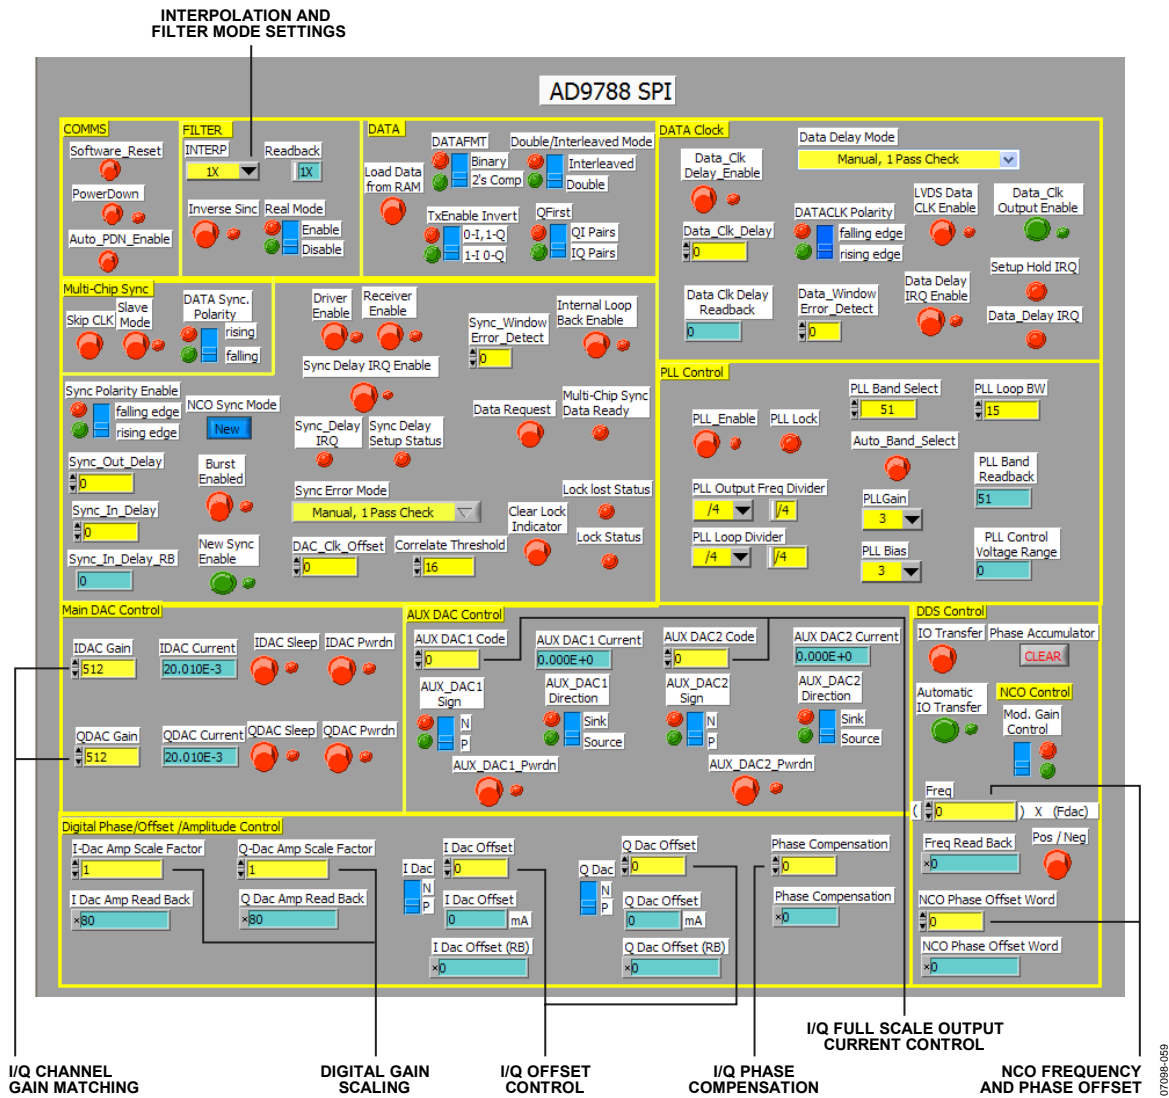 INTERPOLATION AND
FILTER MODE SETTINGS
AD9788 SPI
COMMS
Software_Reset
PowerDown
Auto_PDN_Enable
FILTER
INTERP
1X
Readback
1X
Inverse Sinc
Real Mode
Enable
Disable
DATA
Load Data
from RAM
DATAFMT
Binary
2's Comp
Double/Interleaved Mode
Interleaved
Double
TxEnable Invert
0-I,1-Q
1-I 0-Q
QFirst
QI Pairs
IQ Pairs
DATA Clock
Data_Clk
Delay_Enable
Data Delay Mode
Manual, 1 Pass Check
Data_Clk_Delay
0
DATACLK Polarity
falling edge
rising edge
LVDS Data
CLK Enable
Data_Clk
Output Enable
Data Clk Delay
Readback
0
Data_Window
Error_Detect
0
Data Delay
IRQ Enable
Setup Hold IRQ
Data_Delay IRQ
Multi-Chip Sync
Skip CLK
Slave
Mode
DATA Sync.
Polarity
rising
falling
Driver
Enable
Receiver
Enable
Sync_Window
Error_Detect
0
Internal Loop
Back Enable
Sync Delay IRQ Enable
Sync Polarity Enable
falling edge
rising edge
NCO Sync Mode
New
Sync_Delay
IRQ
Sync Delay
Setup Status
Data Request
Multi-Chip Sync
Data Ready
Sync_Out_Delay
0
Sync_In_Delay
0
Sync_In_Delay_RB
0
Burst
Enabled
New Sync
Enable
Sync Error Mode
Manual, 1 Pass Check
DAC_Clk_Offset
0
Correlate Threshold
16
Clear Lock
Indicator
Lock lost Status
Lock Status
PLL Control
PLL_Enable
PLL Lock
PLL Band Select
51
PLL Loop BW
15
Auto_Band_Select
PLL Output Freq Divider
/4
/4
PLL Loop Divider
/4
/4
PLLGain
3
PLL Bias
3
PLL Band
Readback
51
PLL Control
Voltage Range
0
Main DAC Control
IDAC Gain
512
IDAC Current
20.010E-3
IDAC Sleep
IDAC Pwrdn
QDAC Gain
512
QDAC Current
20.010E-3
QDAC Sleep
QDAC Pwrdn
AUX DAC Control
AUX DAC1 Code
0
AUX DAC1 Current
0.000E+0
AUX DAC2 Code
0
AUX DAC2 Current
0.000E+0
AUX_DAC1
Sign
N
P
AUX_DAC1
Direction
Sink
Source
AUX_DAC2
Sign
N
P
AUX_DAC2
Direction
Sink
Source
AUX_DAC1_Pwrdn
AUX_DAC2_Pwrdn
DDS Control
IO Transfer
Phase Accumulator
CLEAR
Automatic
IO Transfer
NCO Control
Mod. Gain
Control
Freq
( 0 ) X (Fdac)
Freq Read Back
×0
Pos / Neg
NCO Phase Offset Word
0
NCO Phase Offset Word
×0
Digital Phase/Offset /Amplitude Control
I-Dac Amp Scale Factor
1
Q-Dac Amp Scale Factor
1
I Dac Amp Read Back
×80
Q Dac Amp Read Back
×80
I Dac
N
P
I Dac Offset
0
I Dac Offset
0 mA
I Dac Offset (RB)
×0
Q Dac
N
P
Q Dac Offset
0
Q Dac Offset
0 mA
Q Dac Offset (RB)
×0
Phase Compensation
0
Phase Compensation
×0
I/Q FULL SCALE OUTPUT
CURRENT CONTROL
I/Q CHANNEL
GAIN MATCHING
DIGITAL GAIN
SCALING
I/Q OFFSET
CONTROL
I/Q PHASE
COMPENSATION
NCO FREQUENCY
AND PHASE OFFSET
07098-059